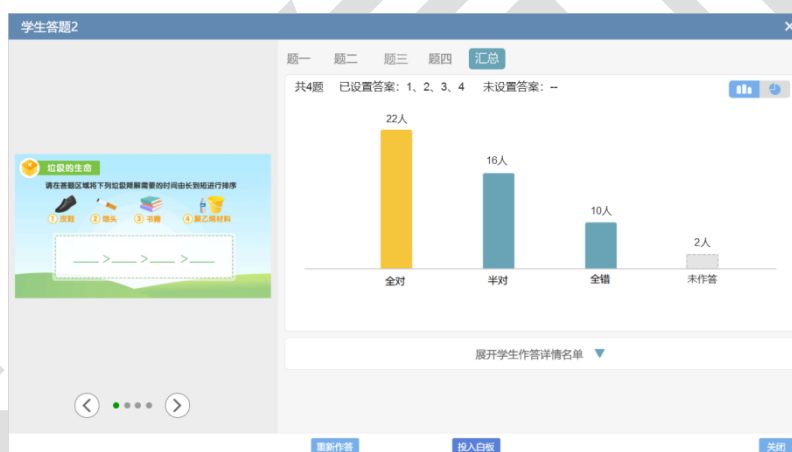 学生答题2
题一 题二 题三 题四 汇总
共4题 已设置答案：1、2、3、4 未设置答案：--
22人
16人
10人
2人
全对 半对 全错 未作答
展开学生作答详情名单
垃圾的生命
请在答题区域将下列垃圾降解需要的时间由长到短进行排序
① 皮鞋 ② 烟头 ③ 书籍 ④ 聚乙烯材料
____>____>____>____
重新作答 投入白板 关闭